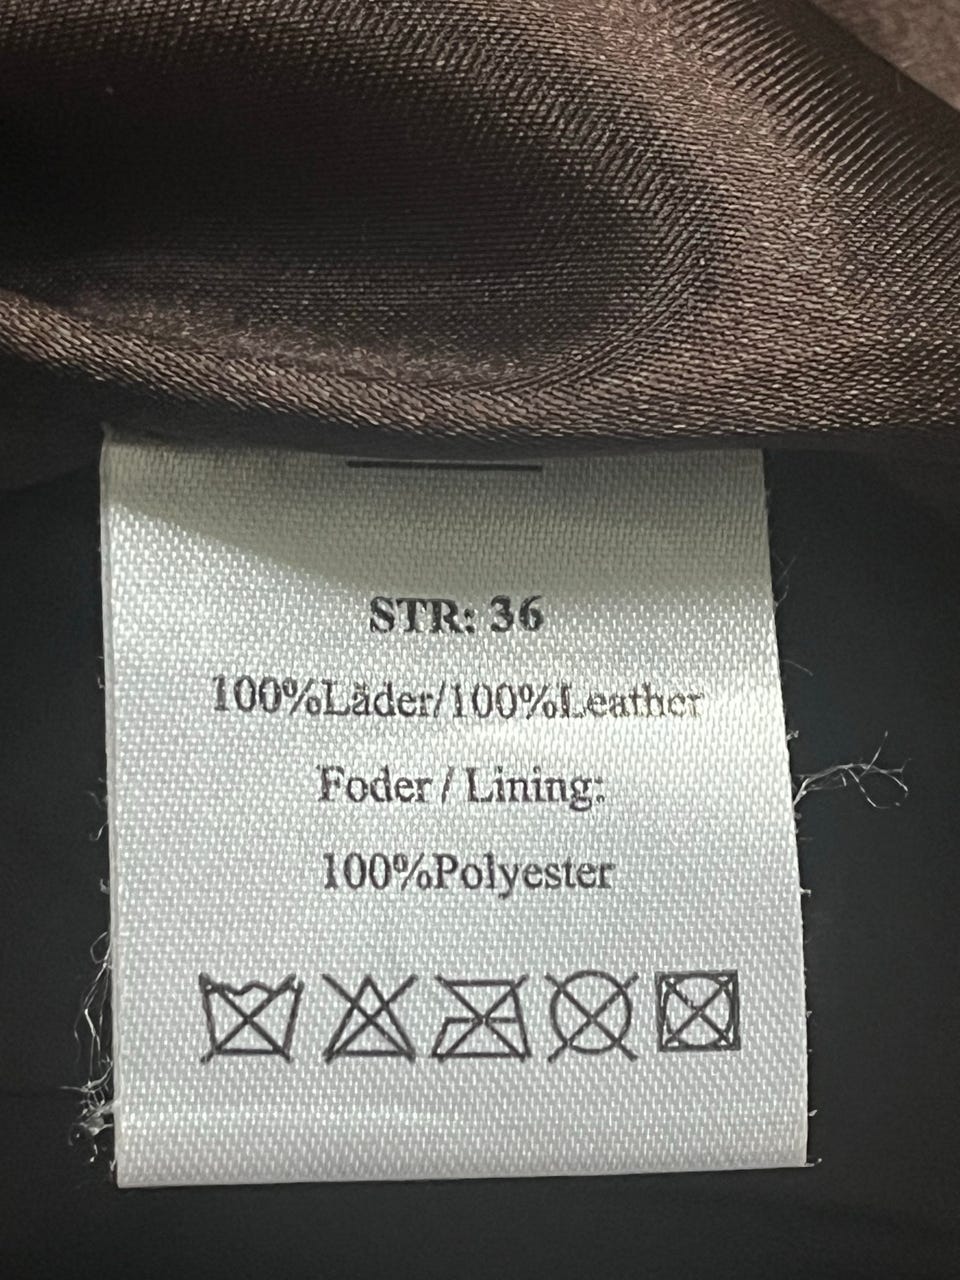 STR: 36
100%Läder/100%Leather
Foder / Lining:
100%Polyester